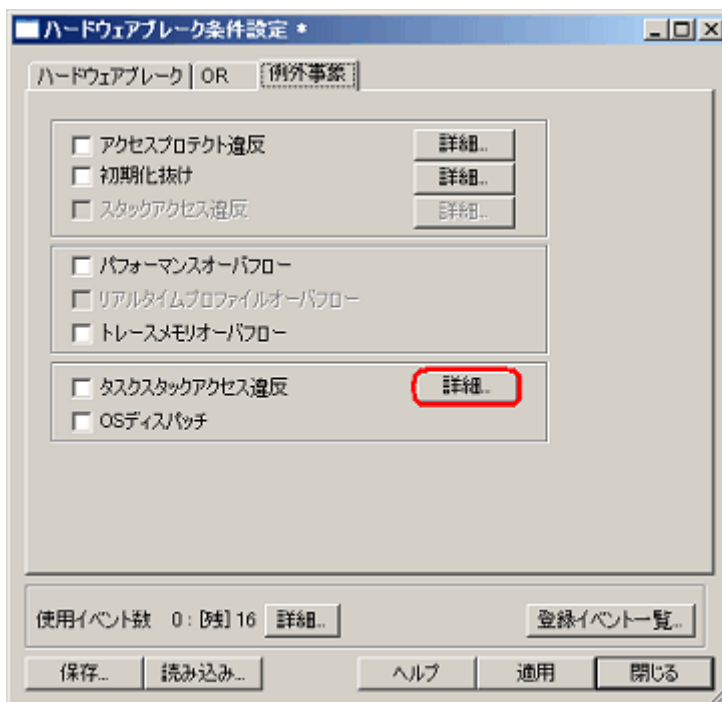 ハードウェアブレーク条件設定 *
ハードウェアブレーク OR 例外事象
アクセスプロテクト違反 詳細...
初期化抜け 詳細...
スタックアクセス違反 詳細...
パフォーマンスオーバフロー
リアルタイムプロファイルオーバフロー
トレースメモリオーバフロー
タスクスタックアクセス違反 詳細...
OSディスパッチ
使用イベント数 0 : [残] 16 詳細... 登録イベント一覧...
保存... 読み込み... ヘルプ 適用 閉じる